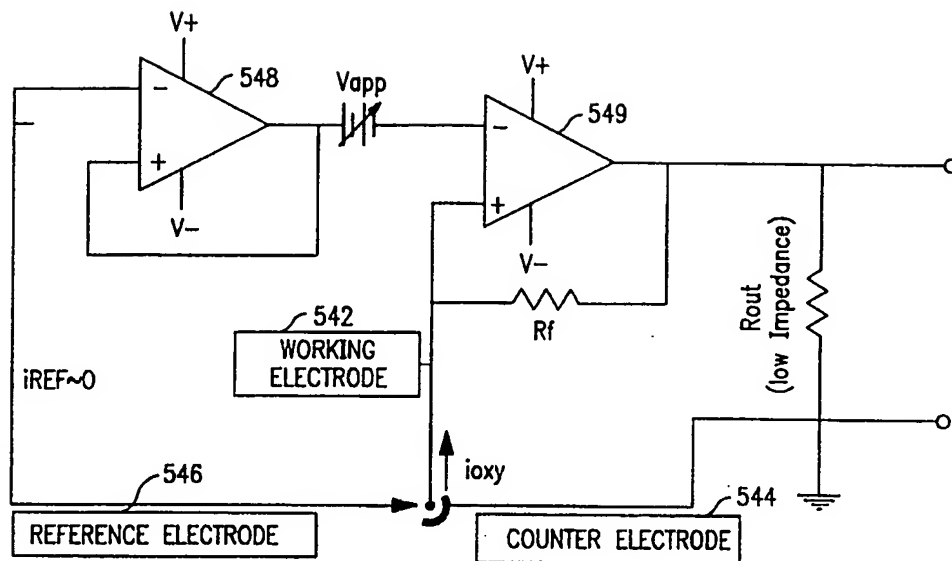 V+
548
−
+
V−
Vapp
V+
549
−
+
V−
Rf
Rout
(low Impedance)
542
WORKING
ELECTRODE
iREF~0
ioxy
546
REFERENCE ELECTRODE
544
COUNTER ELECTRODE